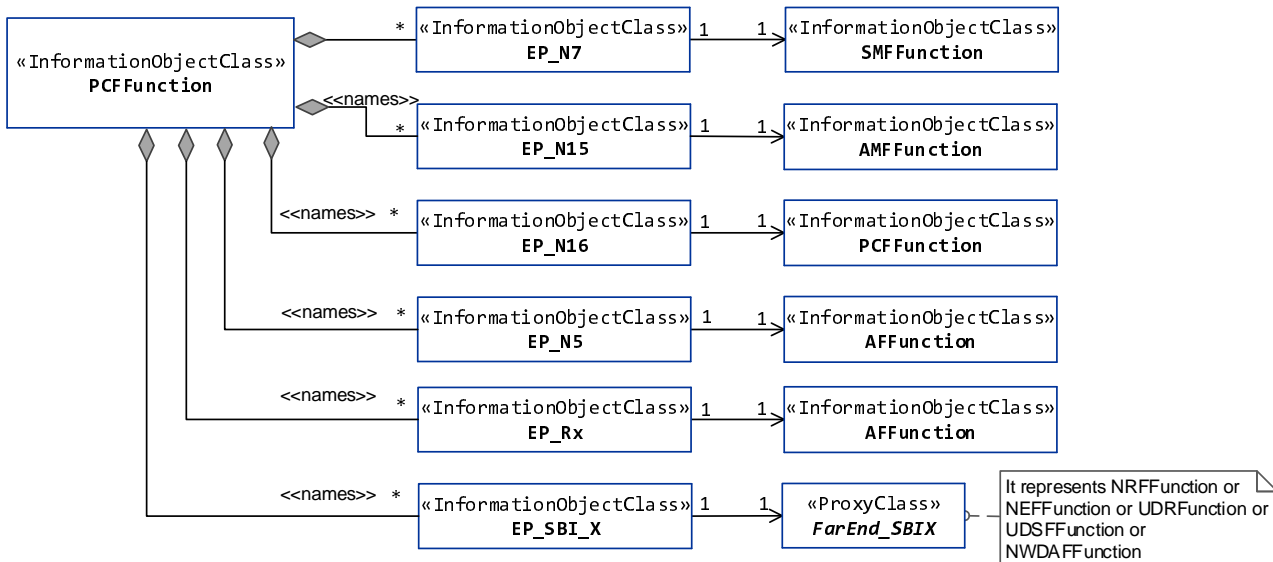 «InformationObjectClass»
PCFFunction
*
«InformationObjectClass»
EP_N7
1
1
«InformationObjectClass»
SMFFunction
<<names>>
*
«InformationObjectClass»
EP_N15
1
1
«InformationObjectClass»
AMFFunction
<<names>>
*
«InformationObjectClass»
EP_N16
1
1
«InformationObjectClass»
PCFFunction
<<names>>
*
«InformationObjectClass»
EP_N5
1
1
«InformationObjectClass»
AFFunction
<<names>>
*
«InformationObjectClass»
EP_Rx
1
1
«InformationObjectClass»
AFFunction
<<names>>
*
«InformationObjectClass»
EP_SBI_X
1
1
«ProxyClass»
FarEnd_SBIX
It represents NRFFunction or
NEFFunction or UDRFunction or
UDSFFunction or
NWDAFFunction